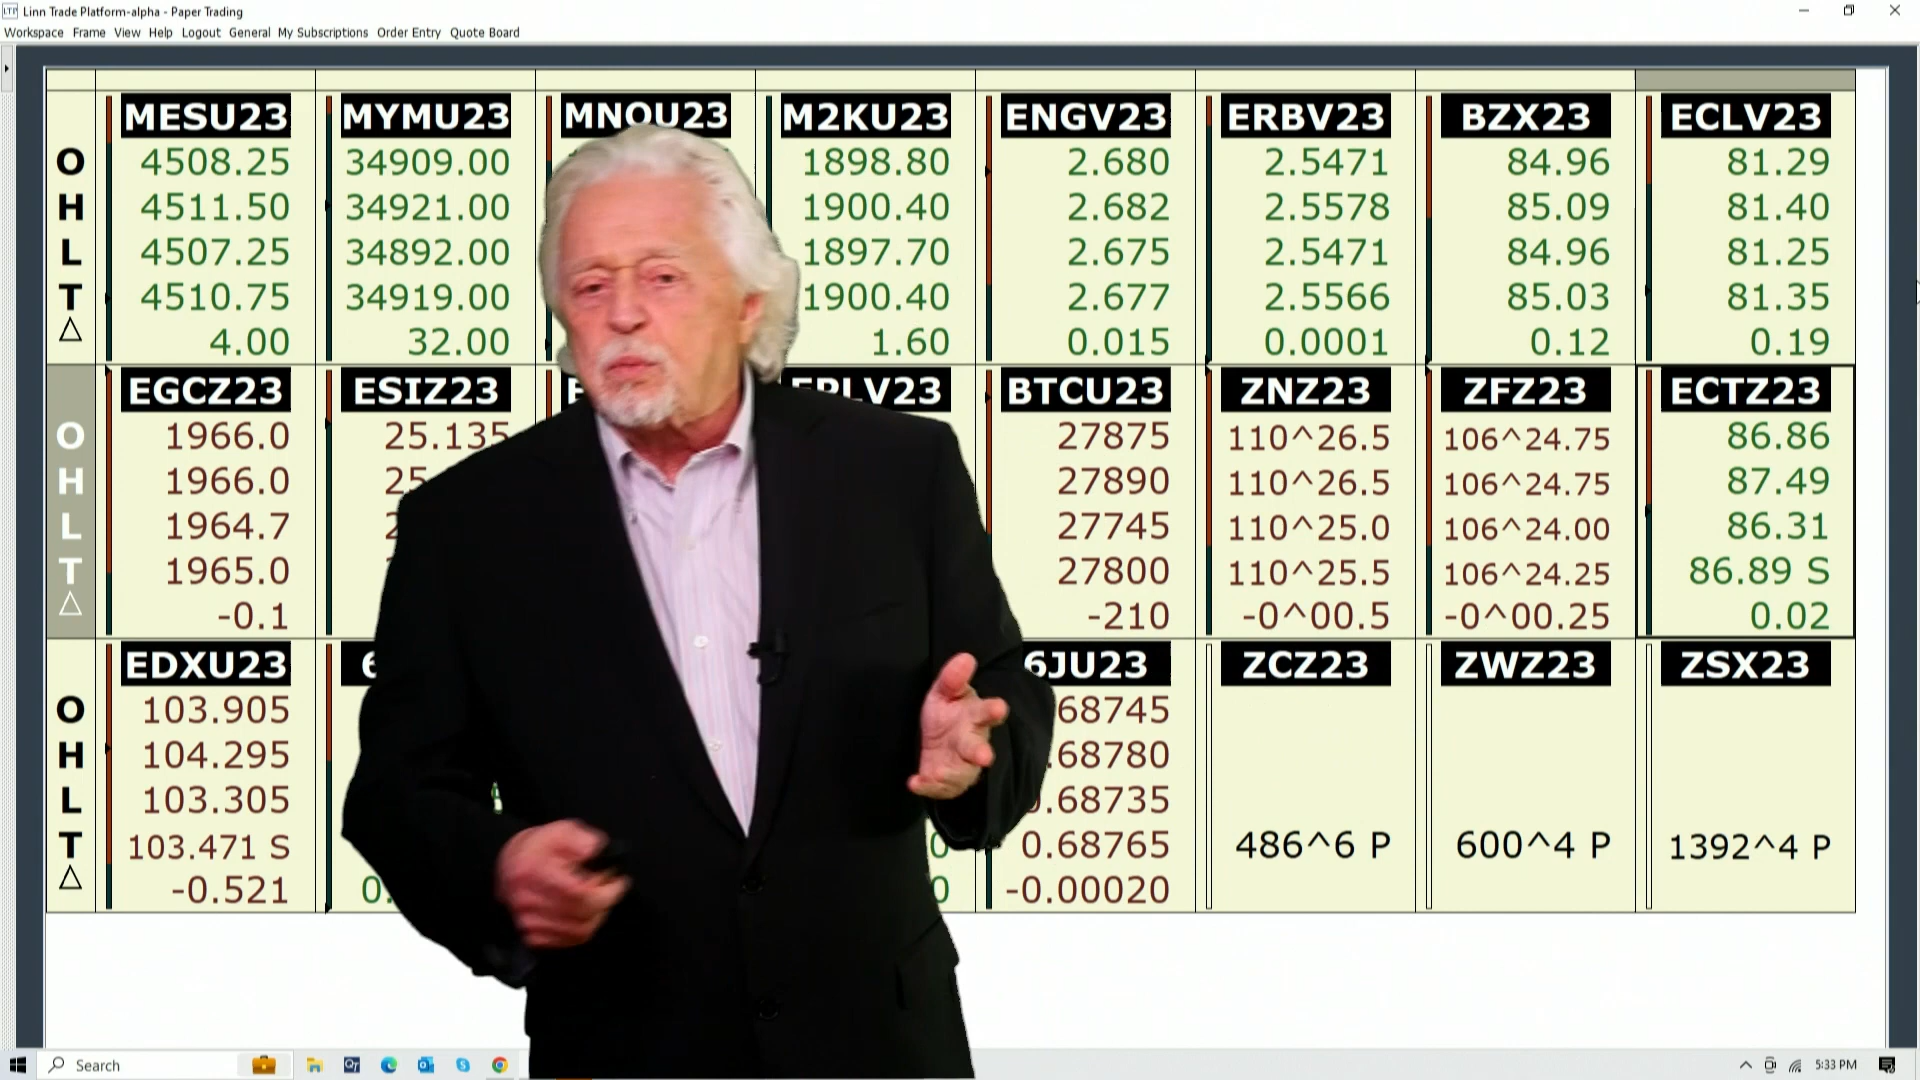 Linn Trade Platform-alpha - Paper Trading
Workspace Frame View Help Logout General My Subscriptions Order Entry Quote Board
MESU23 MYMU23 MNQU23 M2KU23 ENGV23 ERBV23 BZX23 ECLV23
O 4508.25 34909.00 1898.80 2.680 2.5471 84.96 81.29
H 4511.50 34921.00 1900.40 2.682 2.5578 85.09 81.40
L 4507.25 34892.00 1897.70 2.675 2.5471 84.96 81.25
T 4510.75 34919.00 1900.40 2.677 2.5566 85.03 81.35
△ 4.00 32.00 1.60 0.015 0.0001 0.12 0.19
EGCZ23 ESIZ23 BTCU23 ZNZ23 ZFZ23 ECTZ23
O 1966.0 25.135 27875 110^26.5 106^24.75 86.86
H 1966.0 27890 110^26.5 106^24.75 87.49
L 1964.7 27745 110^25.0 106^24.00 86.31
T 1965.0 27800 110^25.5 106^24.25 86.89 S
△ -0.1 -210 -0^00.5 -0^00.25 0.02
EDXU23 6JU23 ZCZ23 ZWZ23 ZSX23
O 103.905 68745
H 104.295 .68780
L 103.305 .68735
T 103.471 S 0.68765 486^6 P 600^4 P 1392^4 P
△ -0.521 -0.00020
Search 5:33 PM